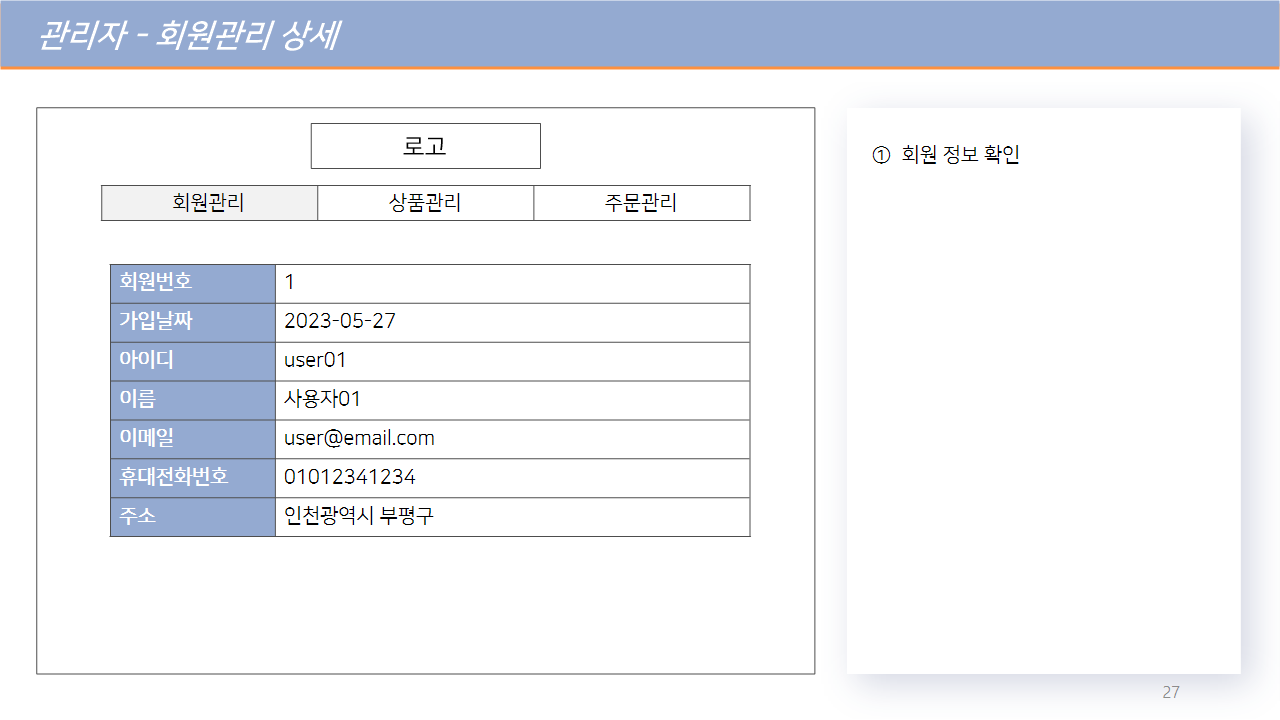 관리자 - 회원관리 상세
로고
회원관리 상품관리 주문관리
회원번호 1
가입날짜 2023-05-27
아이디 user01
이름 사용자01
이메일 user@email.com
휴대전화번호 01012341234
주소 인천광역시 부평구
① 회원 정보 확인
27